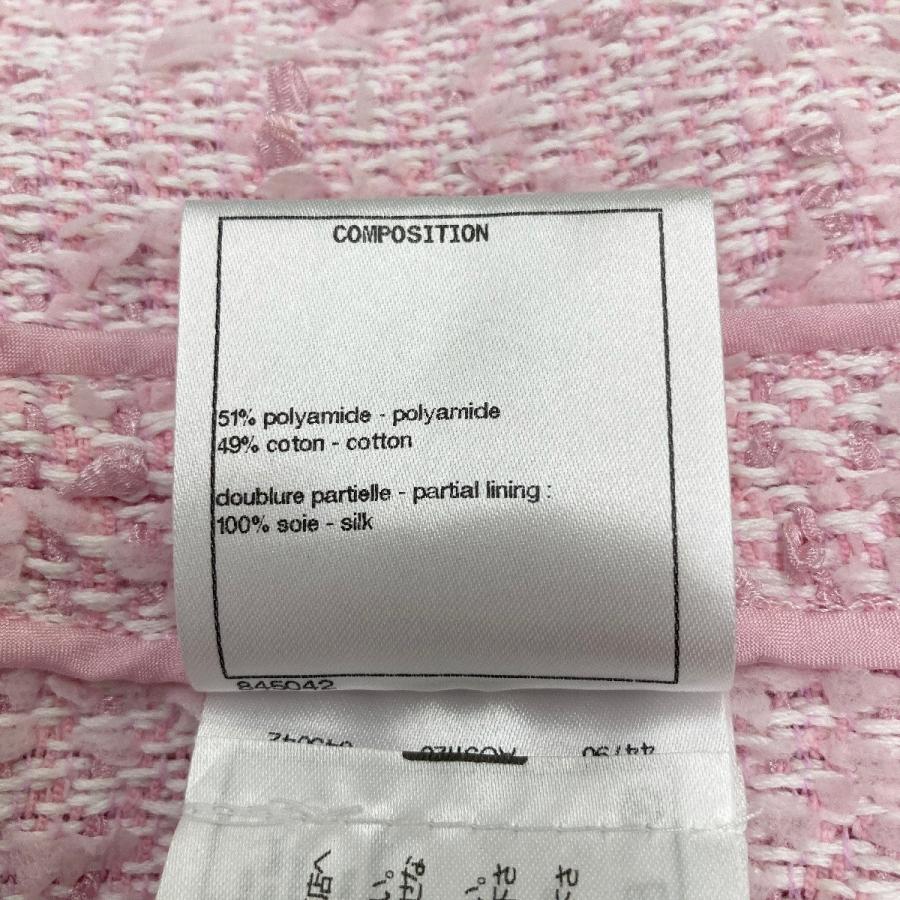 COMPOSITION
51% polyamide - polyamide
49% coton - cotton
doublure partielle - partial lining :
100% soie - silk
845042